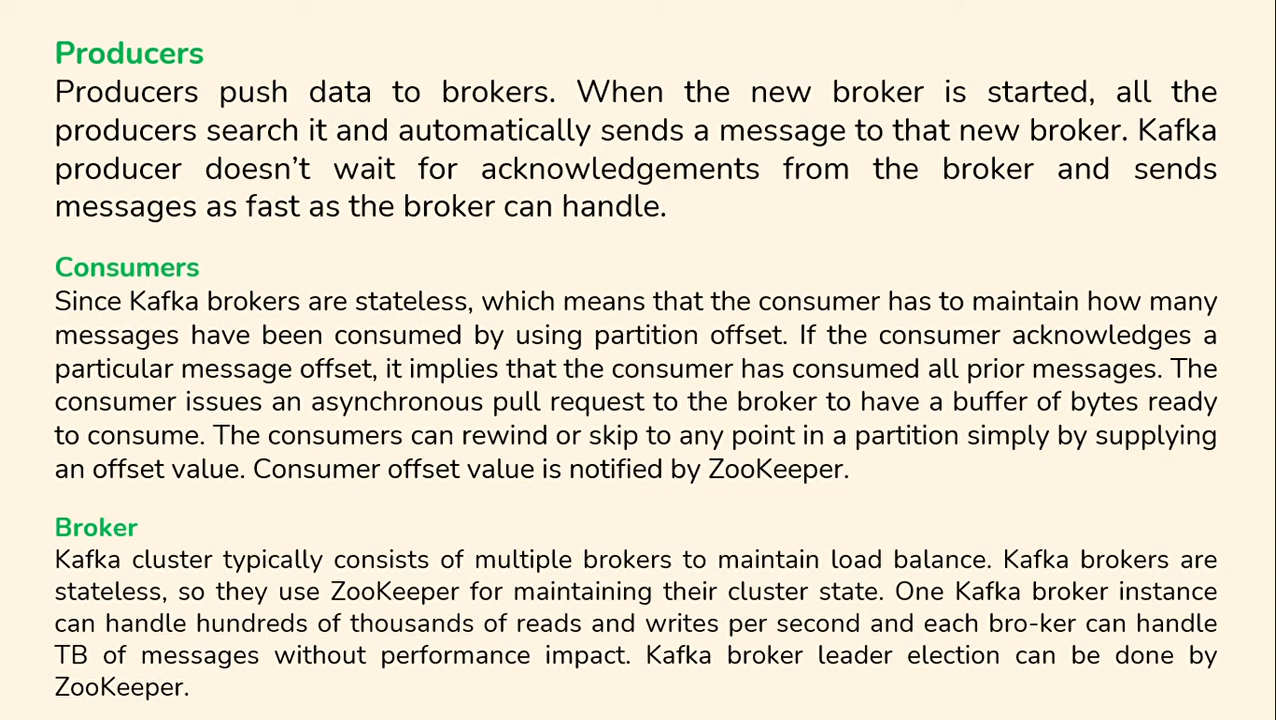 Producers
Producers push data to brokers. When the new broker is started, all the
producers search it and automatically sends a message to that new broker. Kafka
producer doesn’t wait for acknowledgements from the broker and sends
messages as fast as the broker can handle.
Consumers
Since Kafka brokers are stateless, which means that the consumer has to maintain how many
messages have been consumed by using partition offset. If the consumer acknowledges a
particular message offset, it implies that the consumer has consumed all prior messages. The
consumer issues an asynchronous pull request to the broker to have a buffer of bytes ready
to consume. The consumers can rewind or skip to any point in a partition simply by supplying
an offset value. Consumer offset value is notified by ZooKeeper.
Broker
Kafka cluster typically consists of multiple brokers to maintain load balance. Kafka brokers are
stateless, so they use ZooKeeper for maintaining their cluster state. One Kafka broker instance
can handle hundreds of thousands of reads and writes per second and each bro-ker can handle
TB of messages without performance impact. Kafka broker leader election can be done by
ZooKeeper.